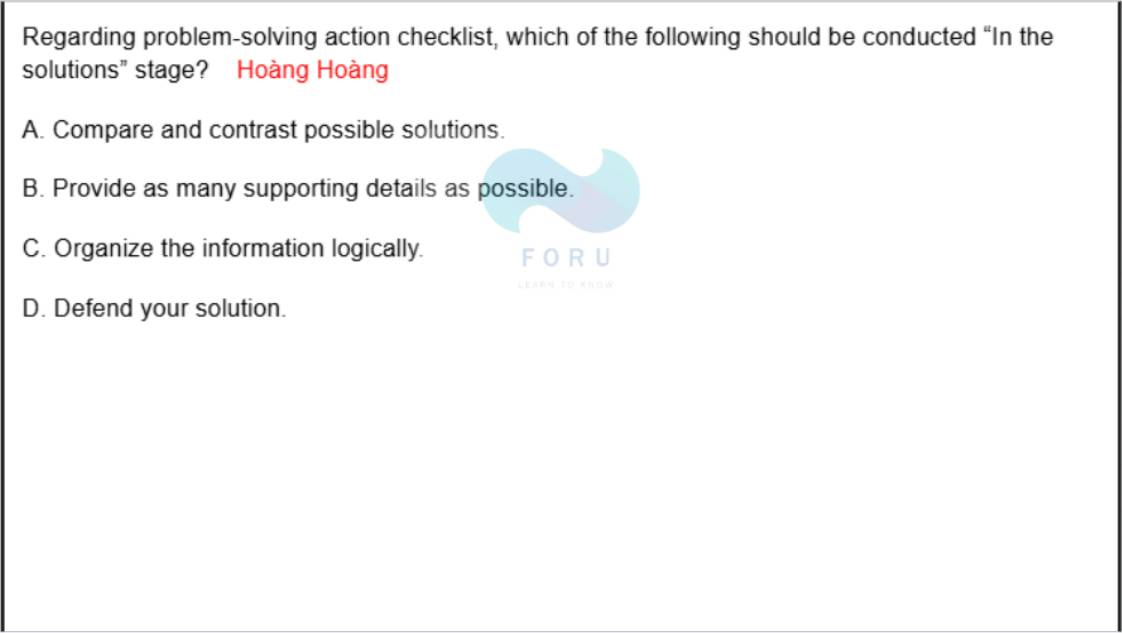 Regarding problem-solving action checklist, which of the following should be conducted “In the
solutions” stage? Hoàng Hoàng
A. Compare and contrast possible solutions.
B. Provide as many supporting details as possible.
C. Organize the information logically.
D. Defend your solution.
FORU
LEARN TO KNOW